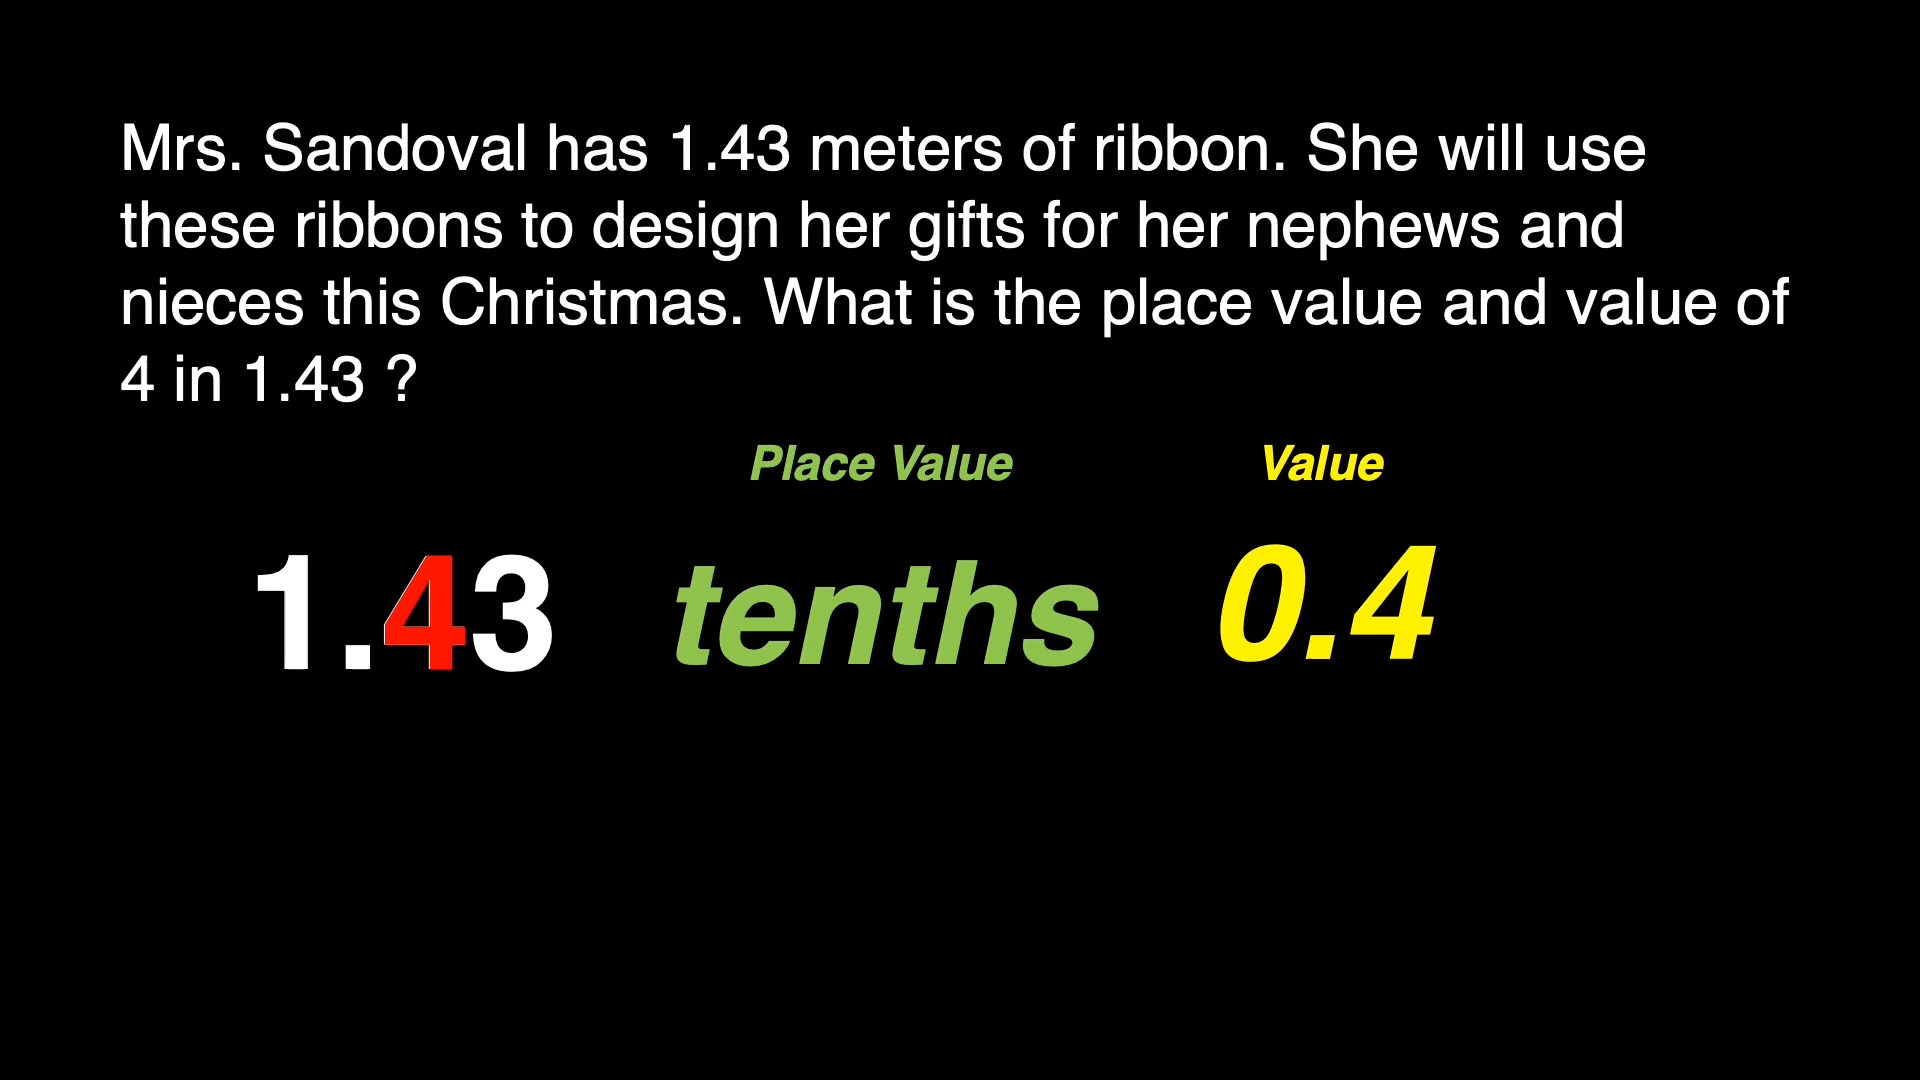 Mrs. Sandoval has 1.43 meters of ribbon. She will use
these ribbons to design her gifts for her nephews and
nieces this Christmas. What is the place value and value of
4 in 1.43 ?
Place Value Value
1.43 tenths 0.4